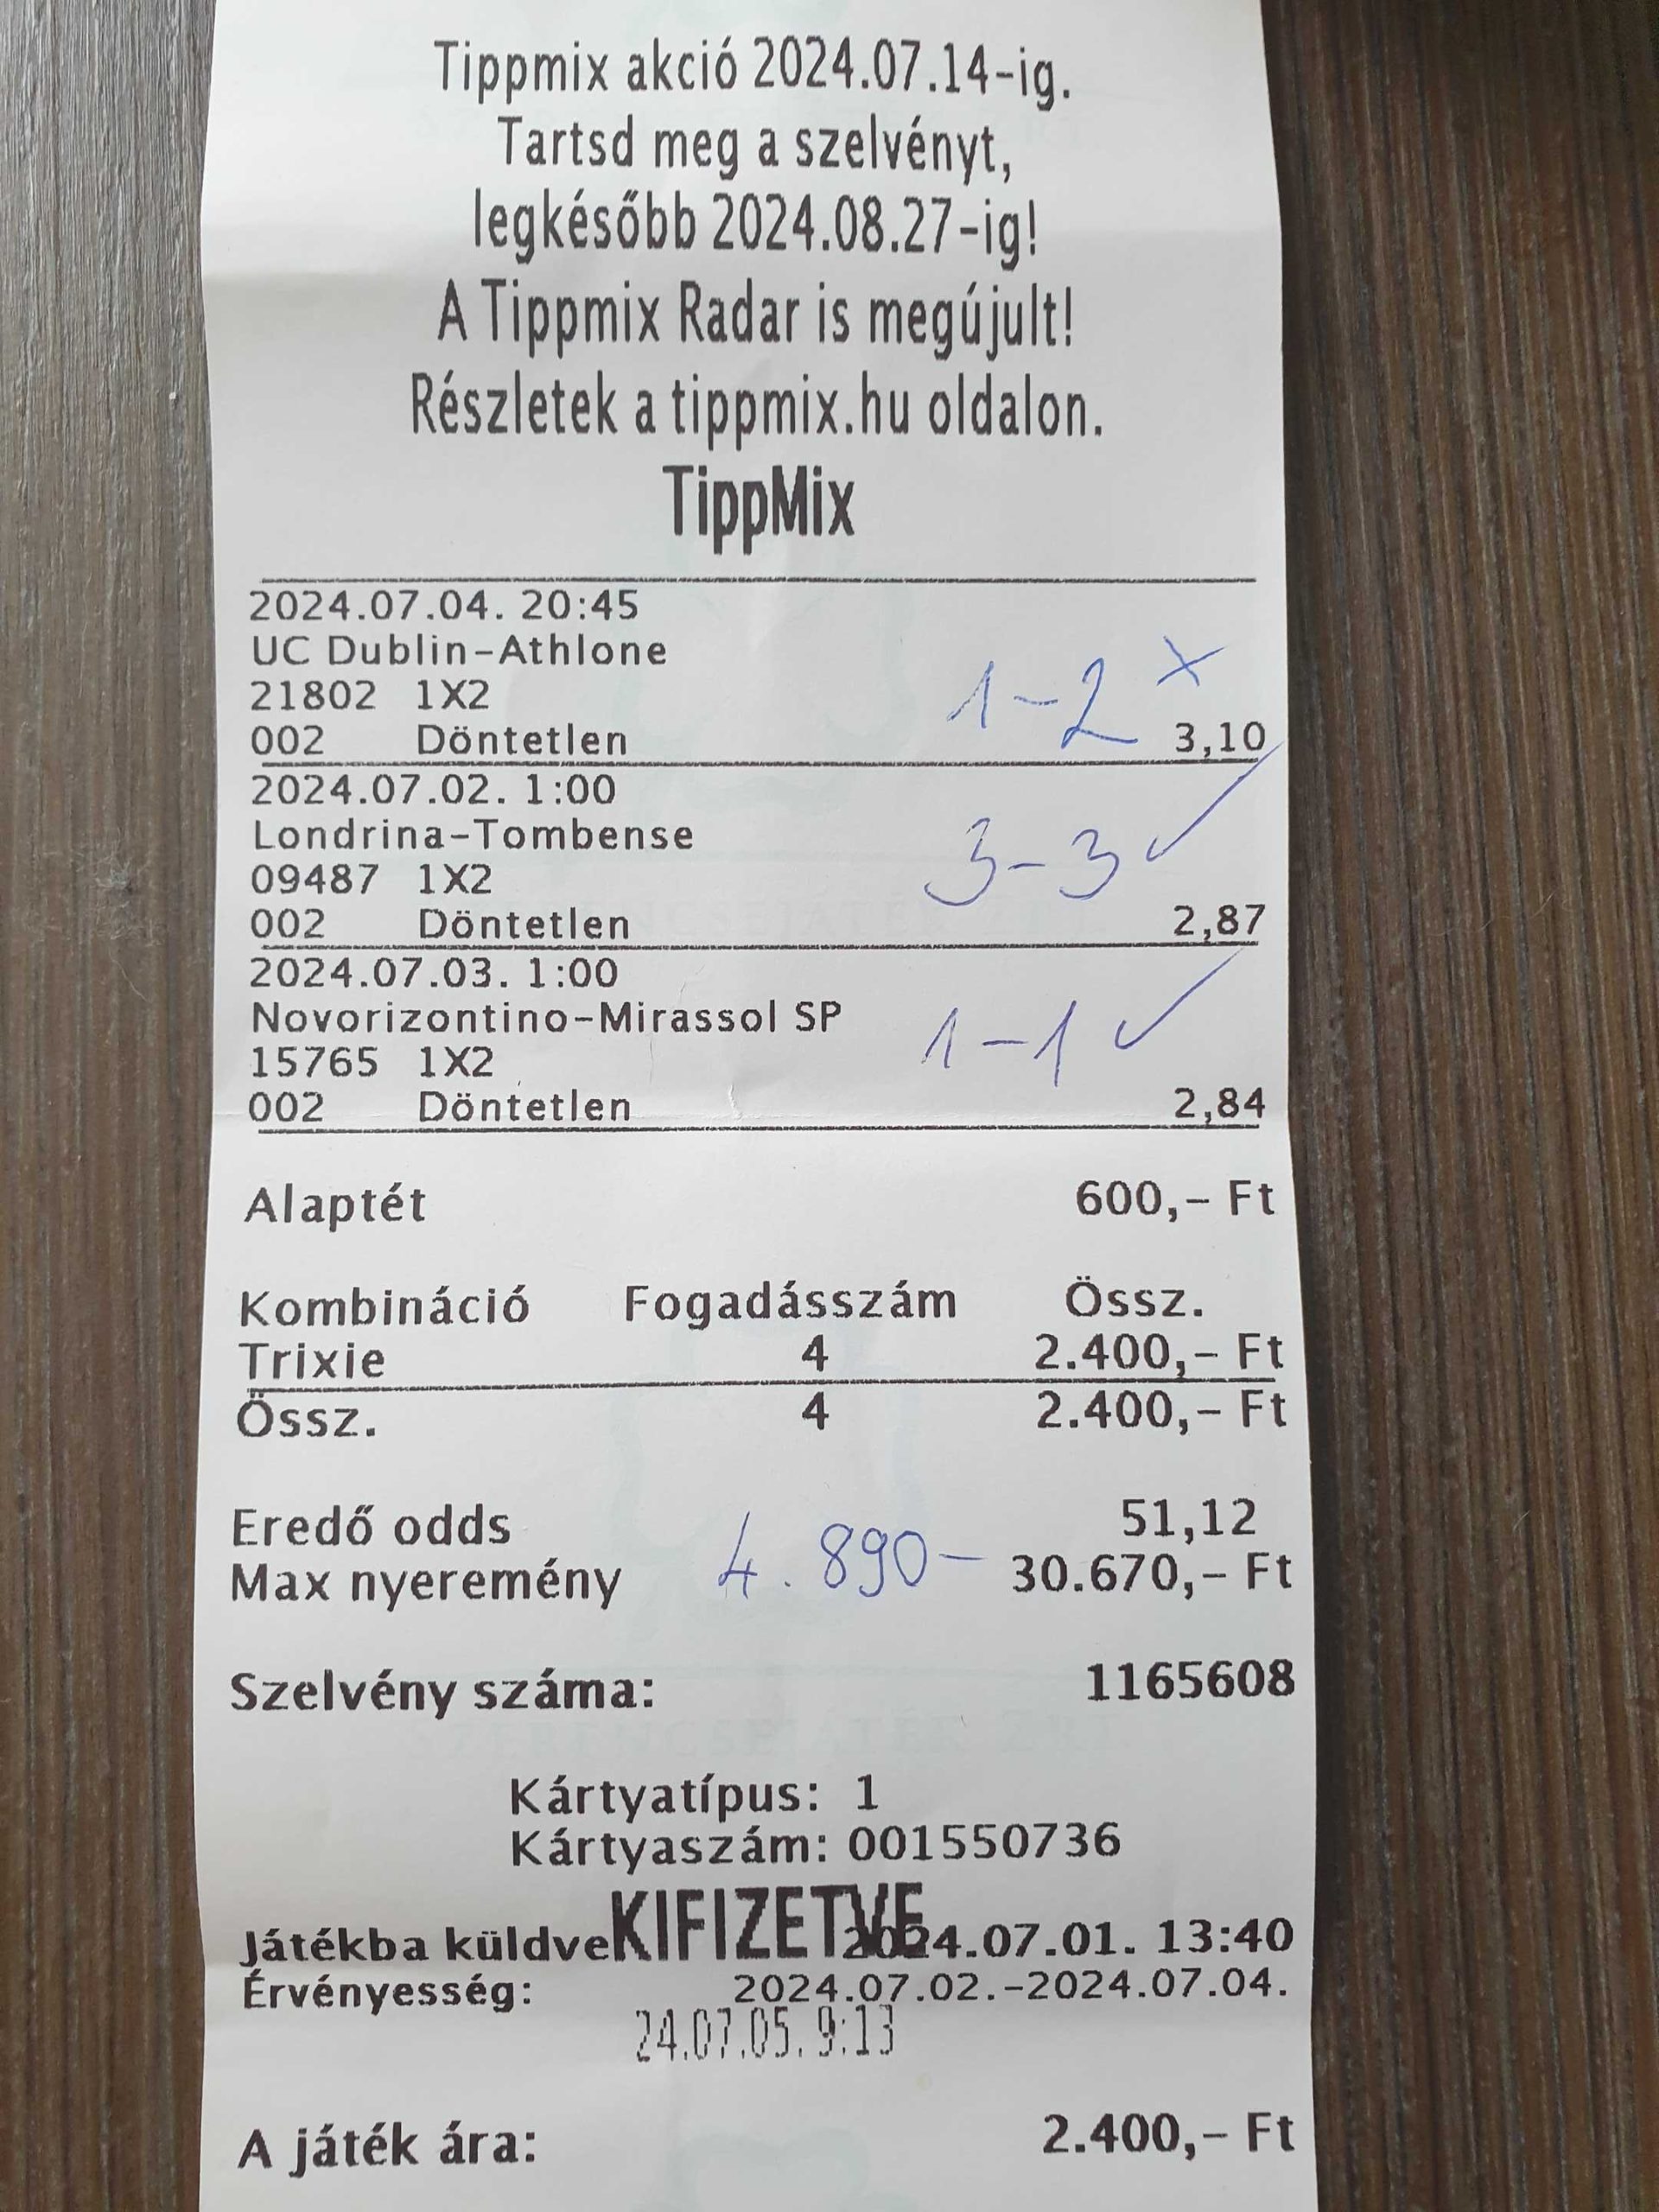 Tippmix akció 2024.07.14-ig.
Tartsd meg a szelvényt,
legkésőbb 2024.08.27-ig!
A Tippmix Radar is megújult!
Részletek a tippmix.hu oldalon.
TippMix
2024.07.04. 20:45
UC Dublin-Athlone
21802 1X2 1-2 x
002 Döntetlen 3,10
2024.07.02. 1:00
Londrina-Tombense
09487 1X2 3-3 ✓
002 Döntetlen 2,87
2024.07.03. 1:00
Novorizontino-Mirassol SP 1-1 ✓
15765 1X2
002 Döntetlen 2,84
Alaptét 600,- Ft
Kombináció Fogadásszám Össz.
Trixie 4 2.400,- Ft
Össz. 4 2.400,- Ft
Eredő odds 51,12
Max nyeremény 4.890- 30.670,- Ft
Szelvény száma: 1165608
Kártyatípus: 1
Kártyaszám: 001550736
KIFIZETVE
Játékba küldve 2024.07.01. 13:40
Érvényesség: 2024.07.02.-2024.07.04.
24.07.05. 9:13
A játék ára: 2.400,- Ft